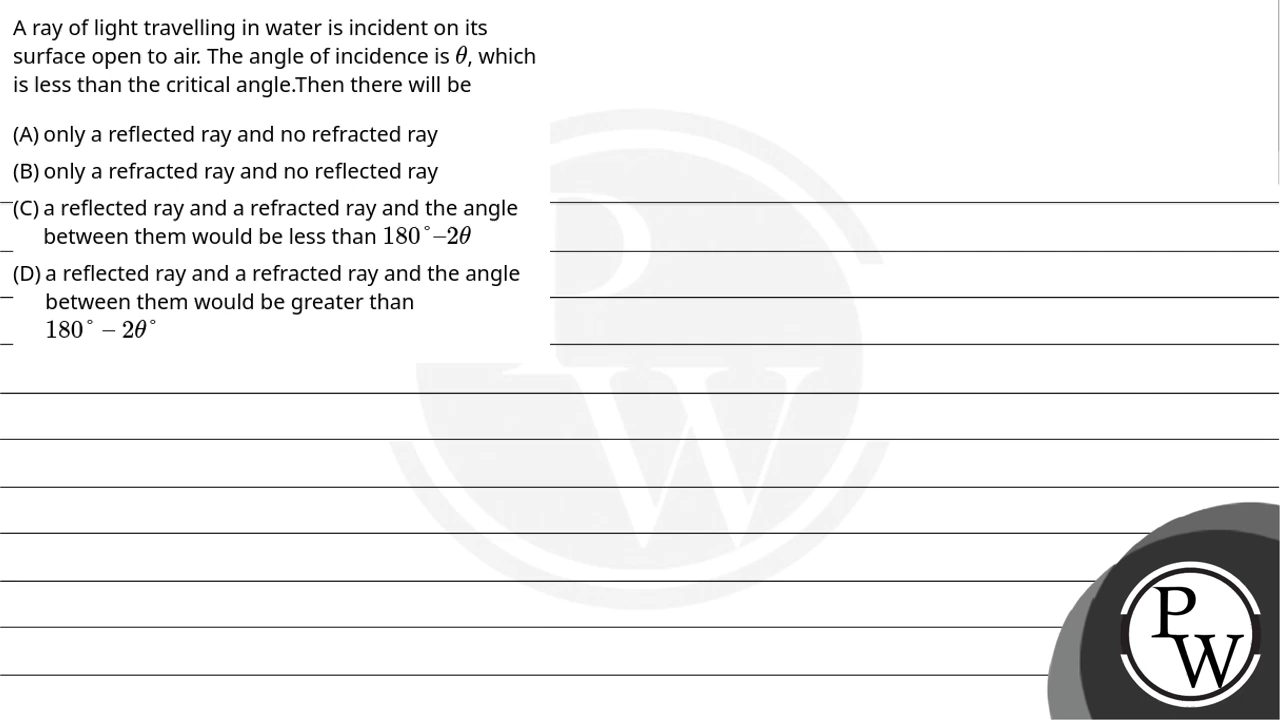 A ray of light travelling in water is incident on its
surface open to air. The angle of incidence is θ, which
is less than the critical angle.Then there will be
(A) only a reflected ray and no refracted ray
(B) only a refracted ray and no reflected ray
(C) a reflected ray and a refracted ray and the angle
between them would be less than 180°–2θ
(D) a reflected ray and a refracted ray and the angle
between them would be greater than
180° – 2θ°
PW
PW